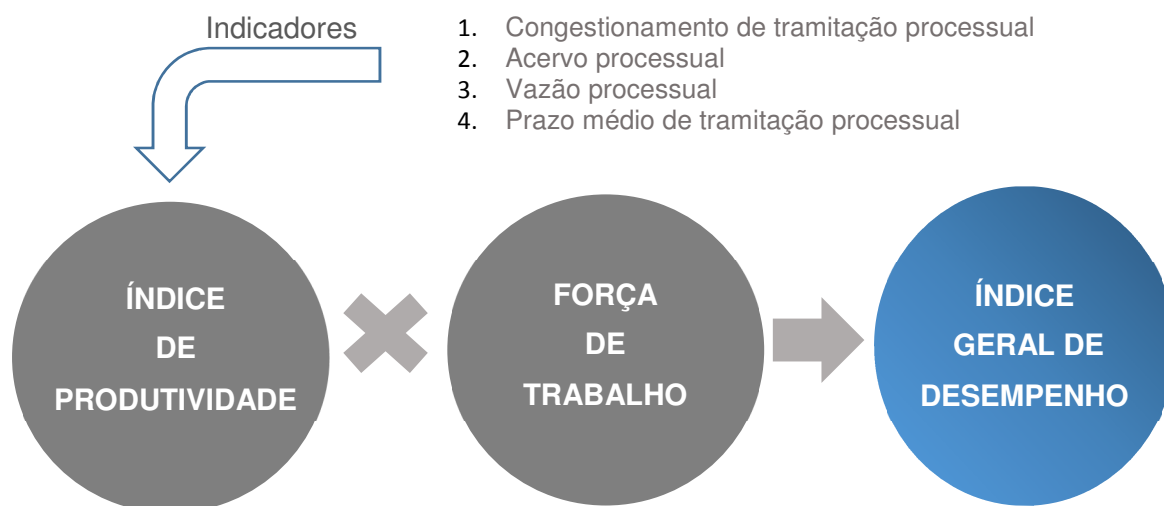 Indicadores
1. Congestionamento de tramitação processual
2. Acervo processual
3. Vazão processual
4. Prazo médio de tramitação processual
ÍNDICE
DE
PRODUTIVIDADE
FORÇA
DE
TRABALHO
ÍNDICE
GERAL DE
DESEMPENHO